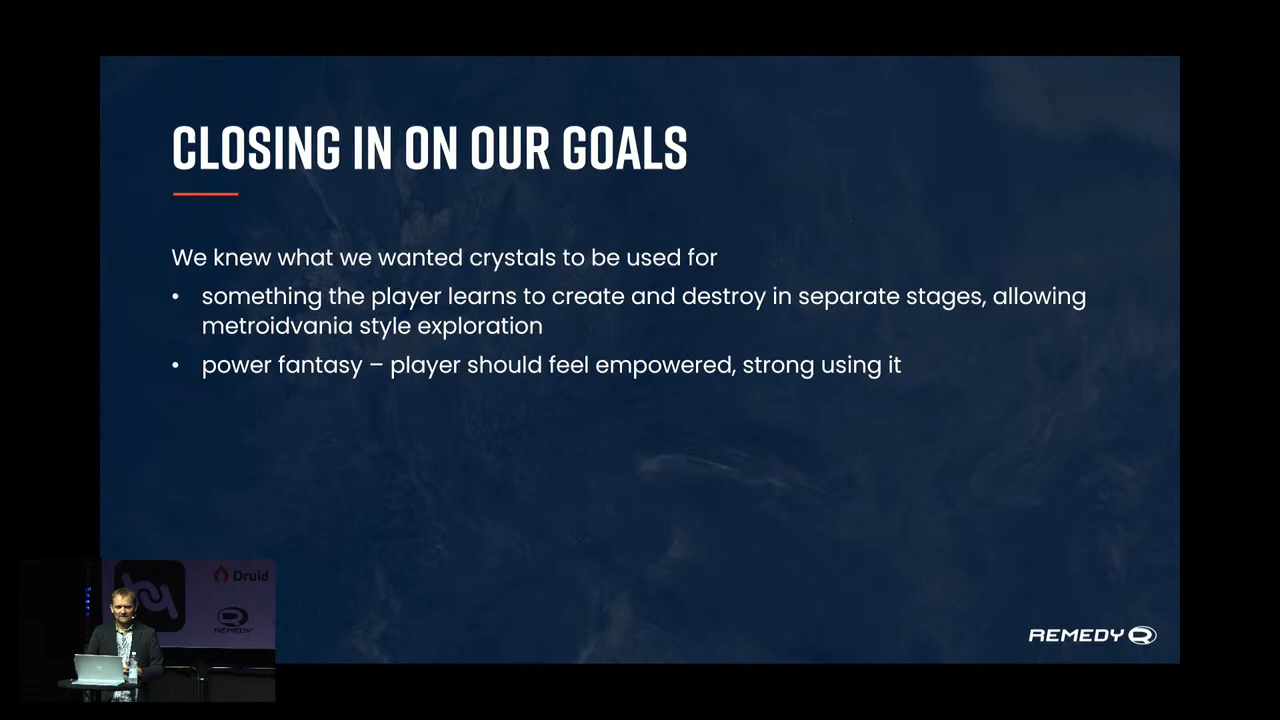 CLOSING IN ON OUR GOALS
We knew what we wanted crystals to be used for
• something the player learns to create and destroy in separate stages, allowing
metroidvania style exploration
• power fantasy – player should feel empowered, strong using it
Druid
REMEDY
REMEDY